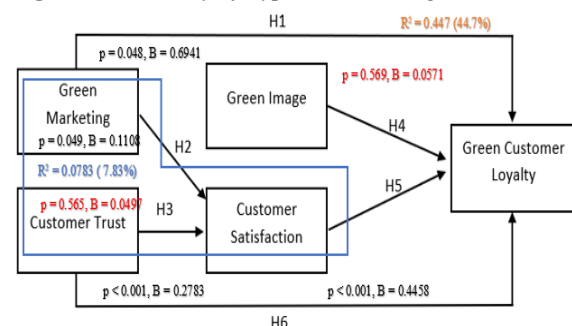 H1
R² = 0.447 (44.7%)
p = 0.048, B = 0.6941
Green
Marketing
Green Image
p = 0.569, B = 0.0571
p = 0.049, B = 0.1108
H2
H4
Green Customer
Loyalty
R² = 0.0783 ( 7.83%)
H5
p = 0.565, B = 0.0497
Customer Trust
H3
Customer
Satisfaction
p < 0.001, B = 0.2783
p < 0.001, B = 0.4458
H6